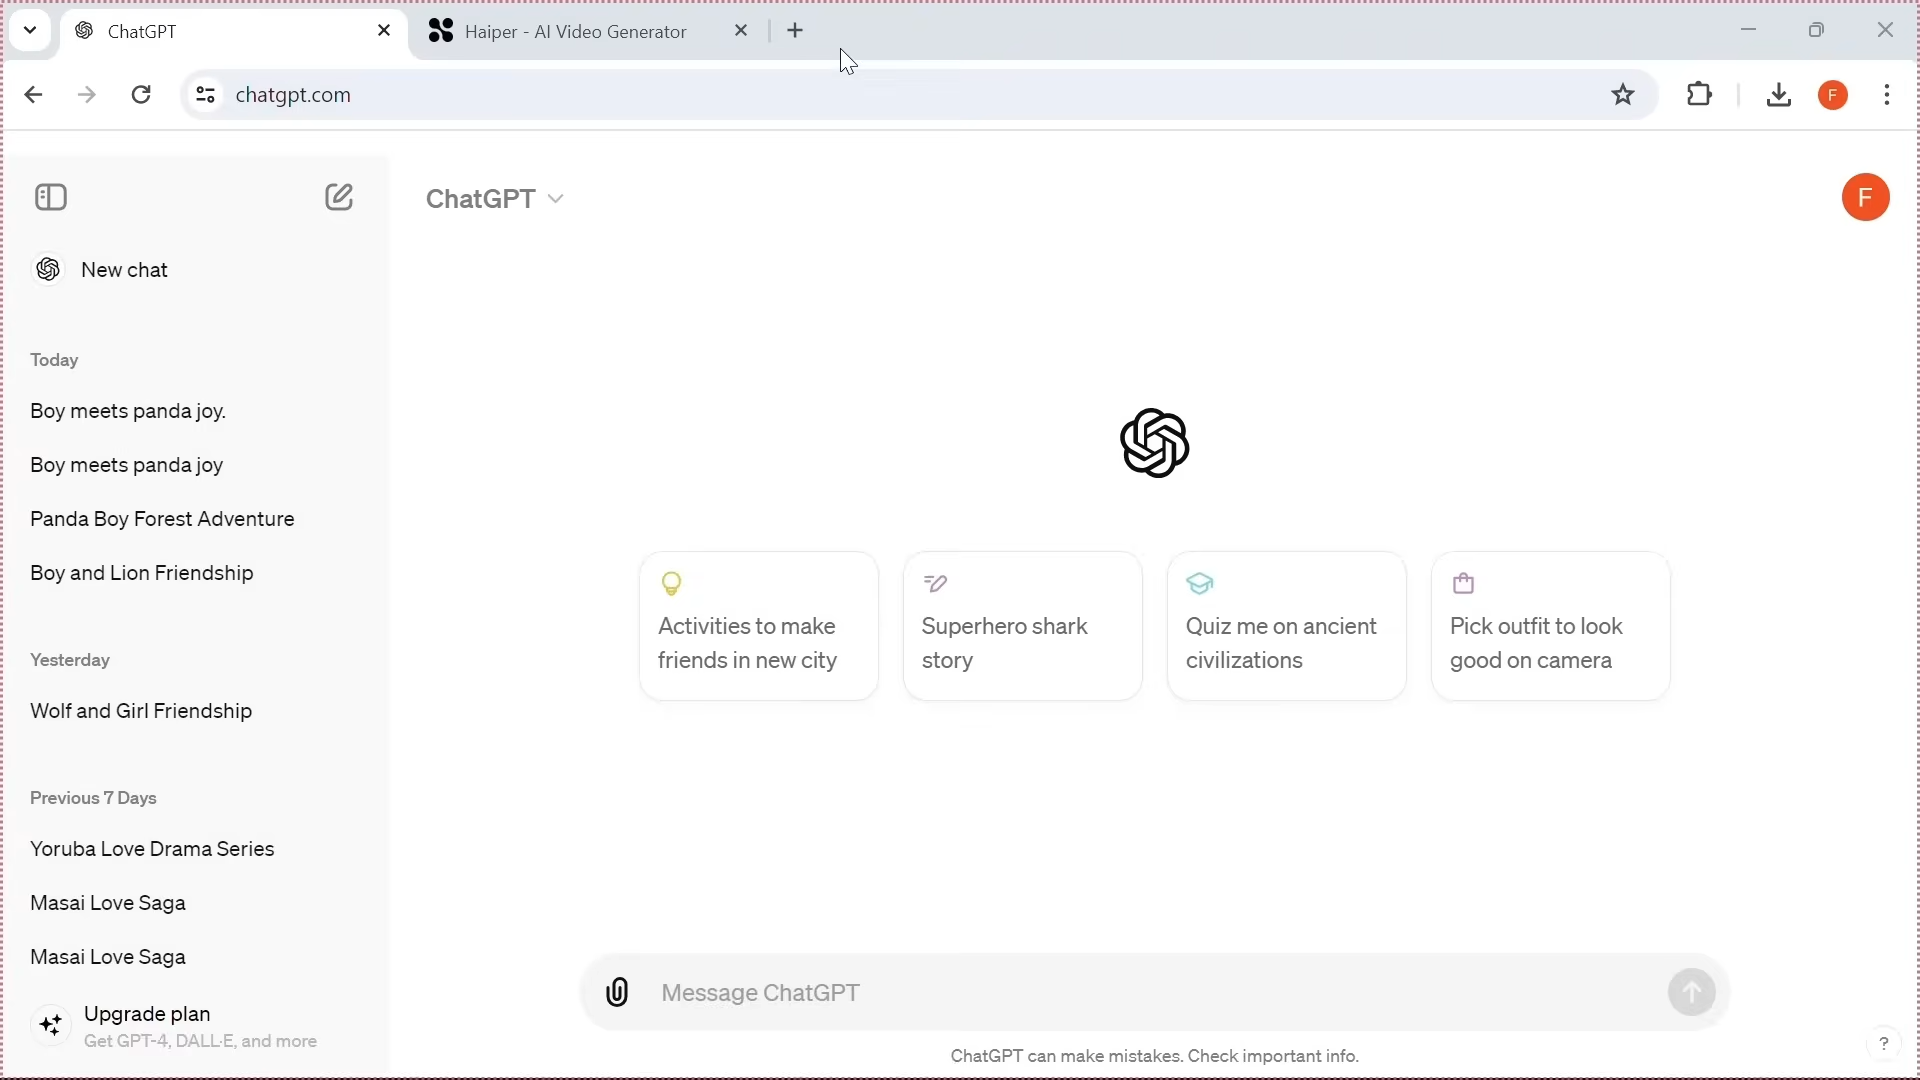 ChatGPT
Haiper - AI Video Generator
chatgpt.com
F
ChatGPT
F
New chat
Today
Boy meets panda joy.
Boy meets panda joy
Panda Boy Forest Adventure
Boy and Lion Friendship
Yesterday
Wolf and Girl Friendship
Previous 7 Days
Yoruba Love Drama Series
Masai Love Saga
Masai Love Saga
Upgrade plan
Get GPT-4, DALL·E, and more
Activities to make
friends in new city
Superhero shark
story
Quiz me on ancient
civilizations
Pick outfit to look
good on camera
Message ChatGPT
ChatGPT can make mistakes. Check important info.
?